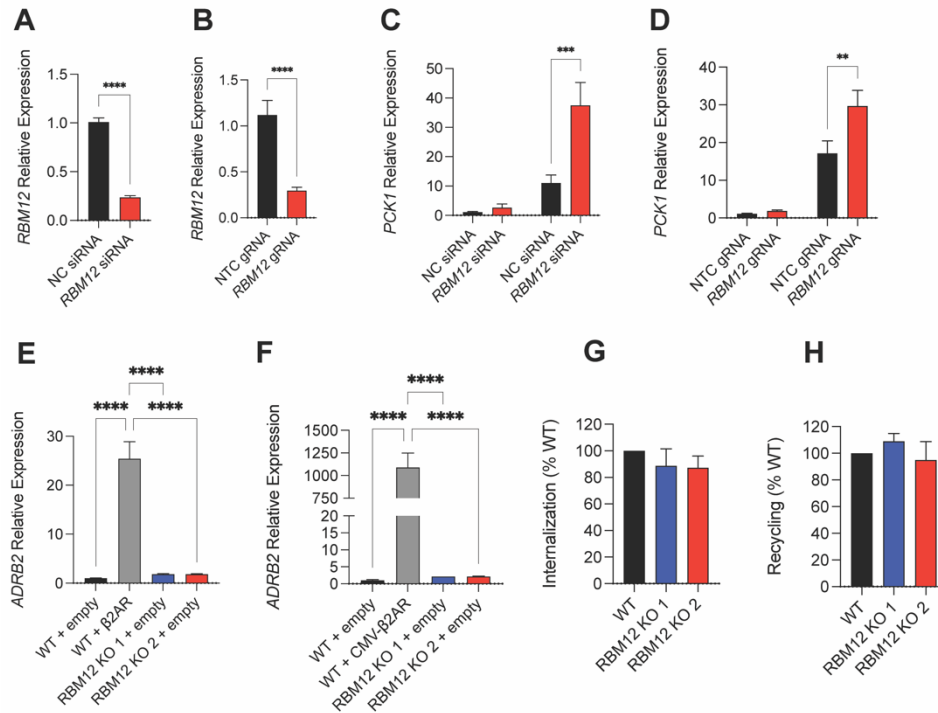 A
RBM12 Relative Expression
1.5
1.0
0.5
0.0
****
NC siRNA
RBM12 siRNA
B
RBM12 Relative Expression
1.5
1.0
0.5
0.0
****
NTC gRNA
RBM12 gRNA
C
PCK1 Relative Expression
50
40
30
20
10
0
***
NC siRNA
RBM12 siRNA
NC siRNA
RBM12 siRNA
D
PCK1 Relative Expression
40
30
20
10
0
**
NTC gRNA
RBM12 gRNA
NTC gRNA
RBM12 gRNA
E
ADRB2 Relative Expression
30
20
10
0
****
****
****
WT + empty
WT + β2AR
RBM12 KO 1 + empty
RBM12 KO 2 + empty
F
ADRB2 Relative Expression
1500
1250
1000
750
5
4
3
2
1
0
****
****
****
WT + empty
WT + CMV-β2AR
RBM12 KO 1 + empty
RBM12 KO 2 + empty
G
Internalization (% WT)
120
100
80
60
40
20
0
WT
RBM12 KO 1
RBM12 KO 2
H
Recycling (% WT)
120
100
80
60
40
20
0
WT
RBM12 KO 1
RBM12 KO 2